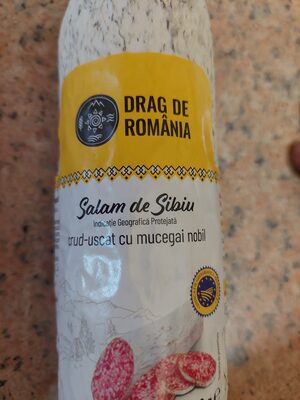 DRAG DE
ROMÂNIA
Salam de Sibiu
Indicație Geografică Protejată
crud-uscat cu mucegai nobil